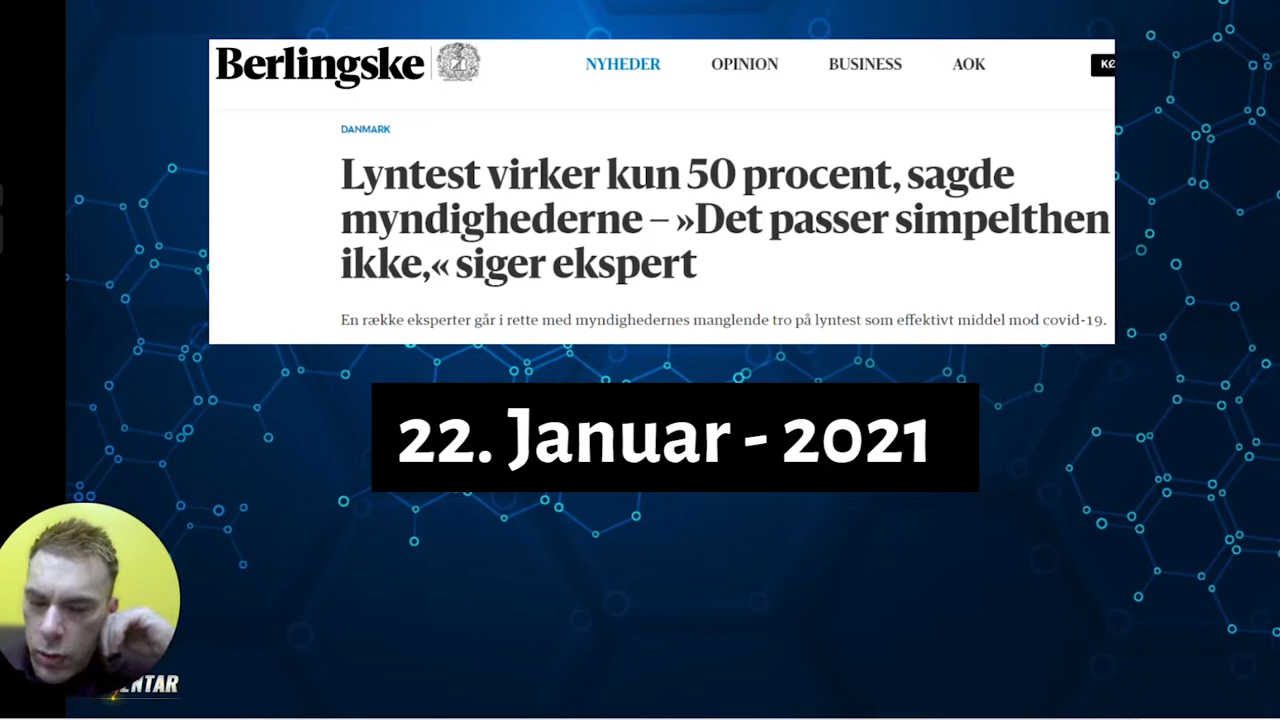 Berlingske
NYHEDER OPINION BUSINESS AOK KØ
DANMARK
Lyntest virker kun 50 procent, sagde
myndighederne – »Det passer simpelthen
ikke,« siger ekspert
En række eksperter går i rette med myndighedernes manglende tro på lyntest som effektivt middel mod covid-19.
22. Januar - 2021
ENTAR